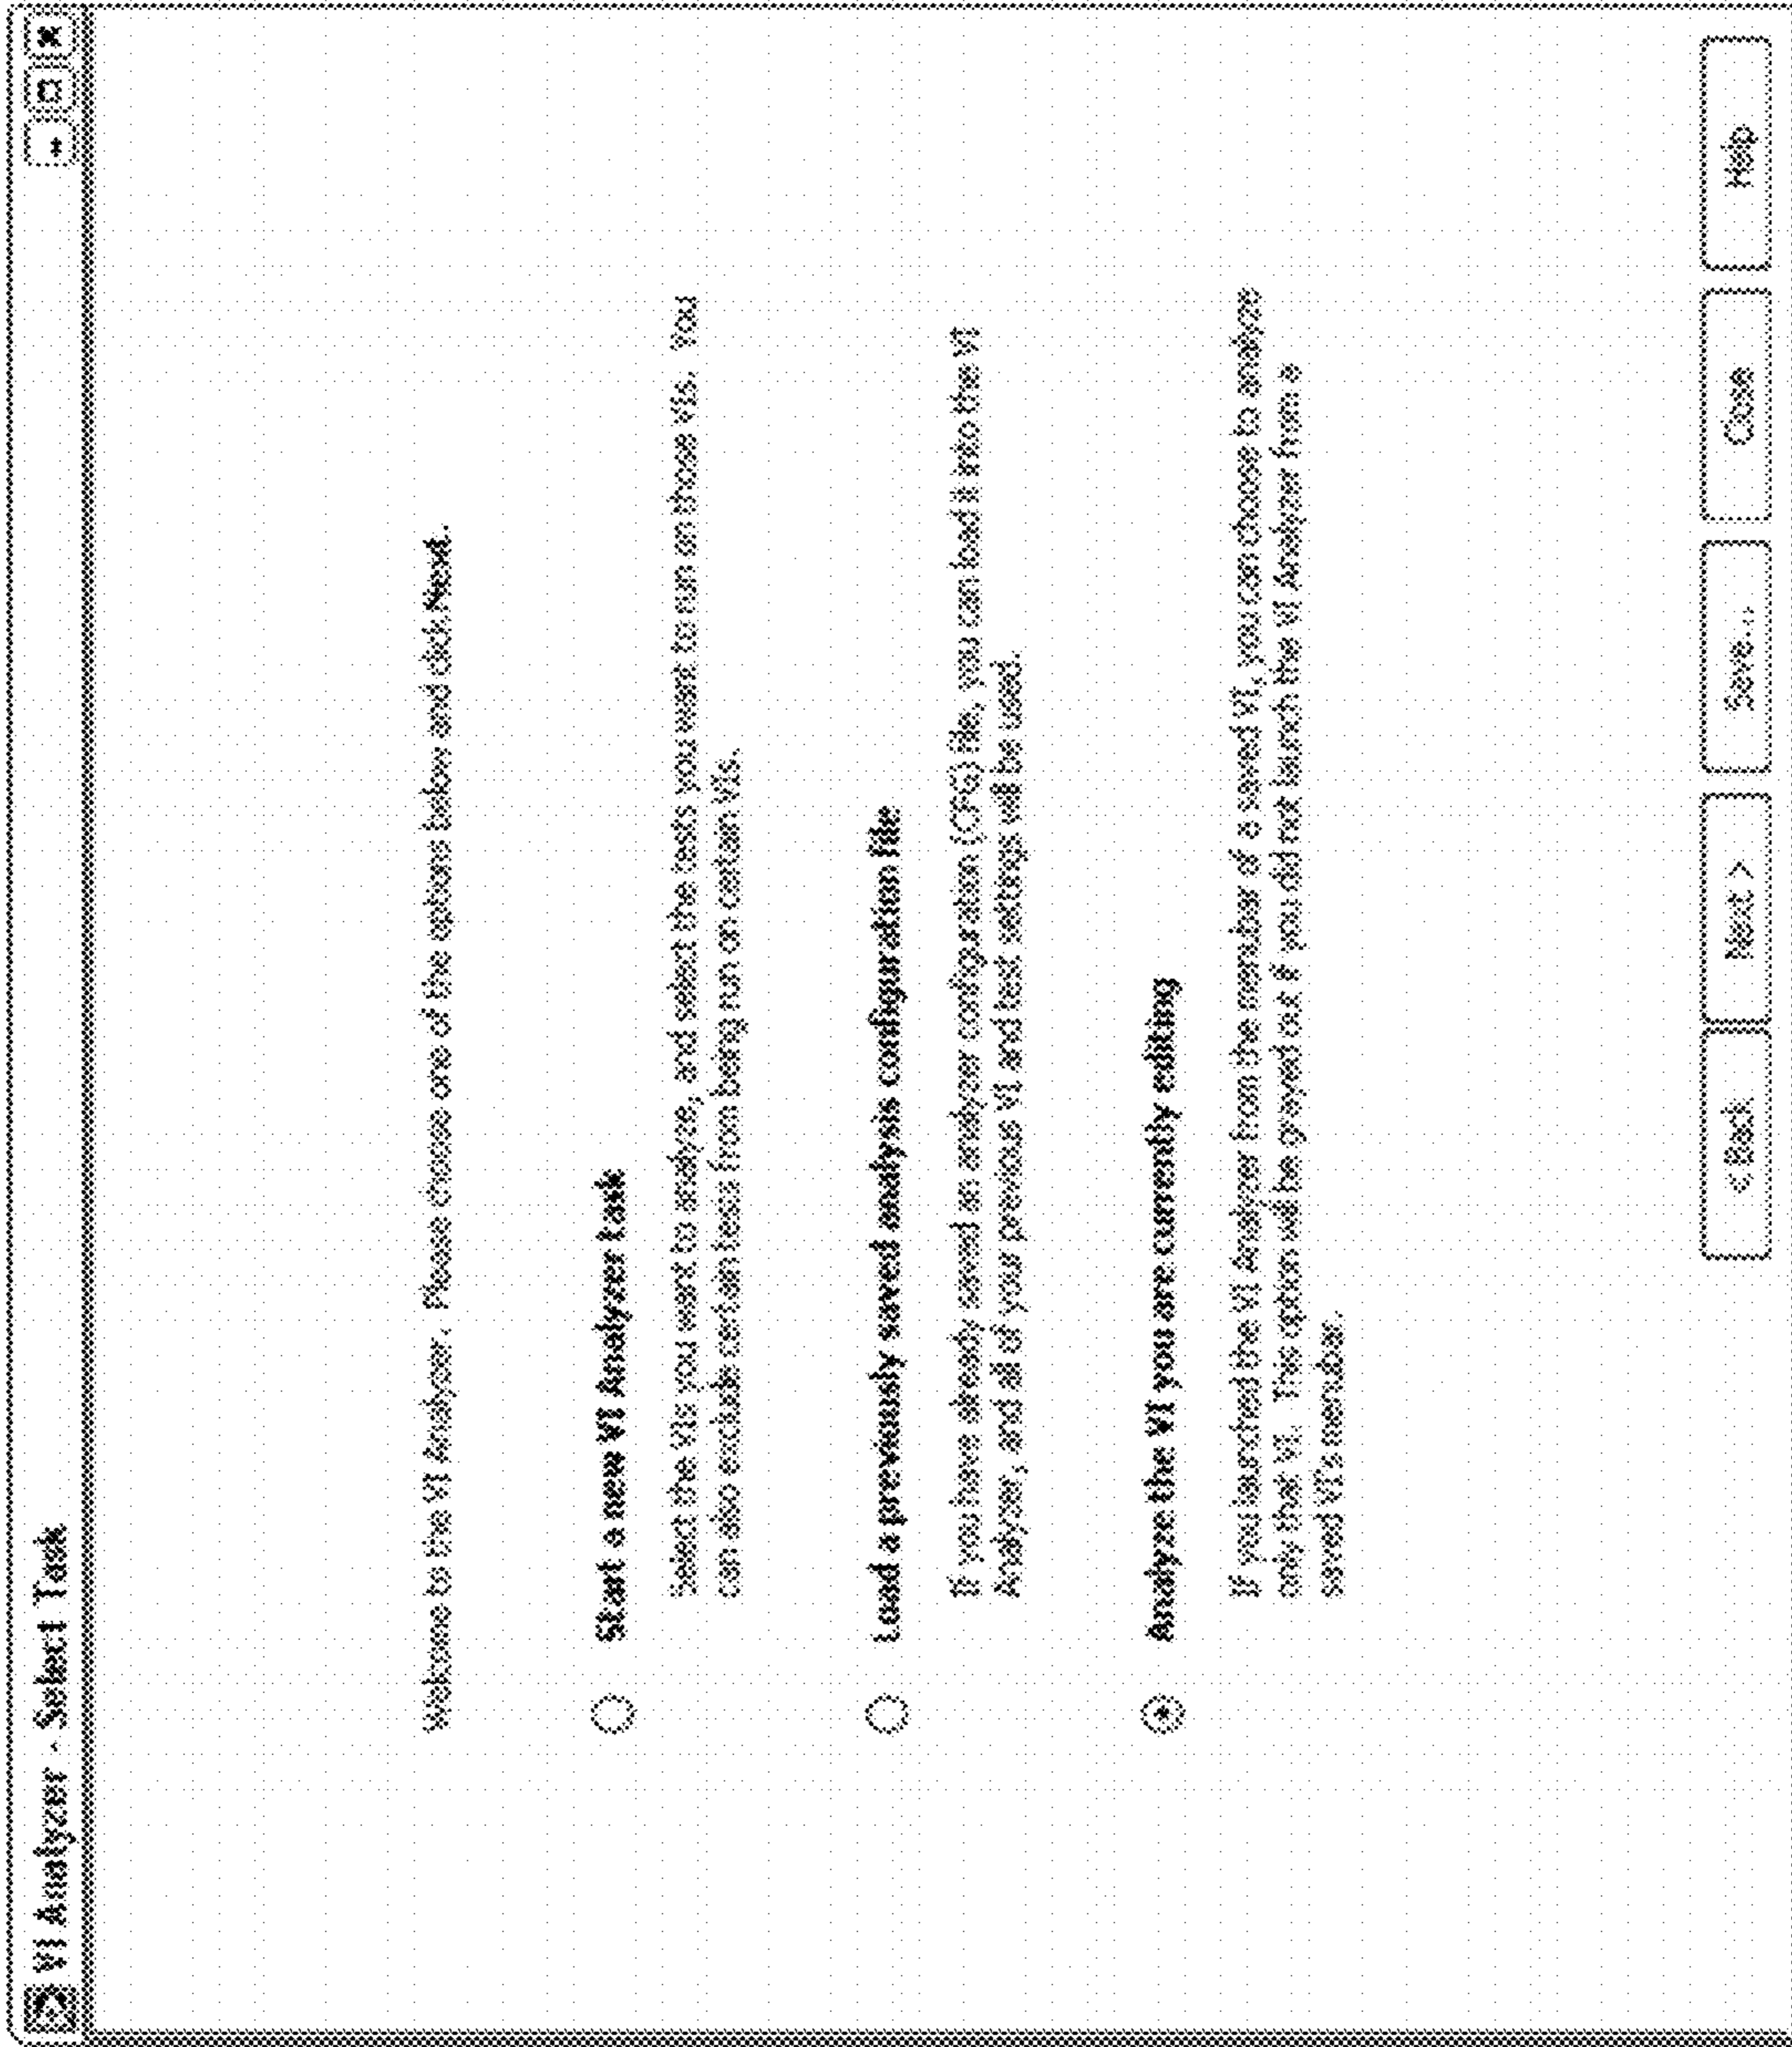 VI Analyzer - Select Task
Welcome to the VI Analyzer. Please choose one of the options below and click Next.
Start a new VI Analyzer task
Select the VIs you want to analyze, and select the tests you want to run on those VIs. You
can also exclude certain tests from being run on certain VIs.
Load a previously saved analysis configuration file
If you have already saved an analyzer configuration (CFG) file, you can load it into the VI
Analyzer, and all of your previous VI and test settings will be used.
Analyze the VI you are currently editing
If you launched the VI Analyzer from the menubar of a saved VI, you can choose to analyze
only that VI. This option will be grayed out if you did not launch the VI Analyzer from a
saved VI's menubar.
< Back
Next >
Save...
Close
Help